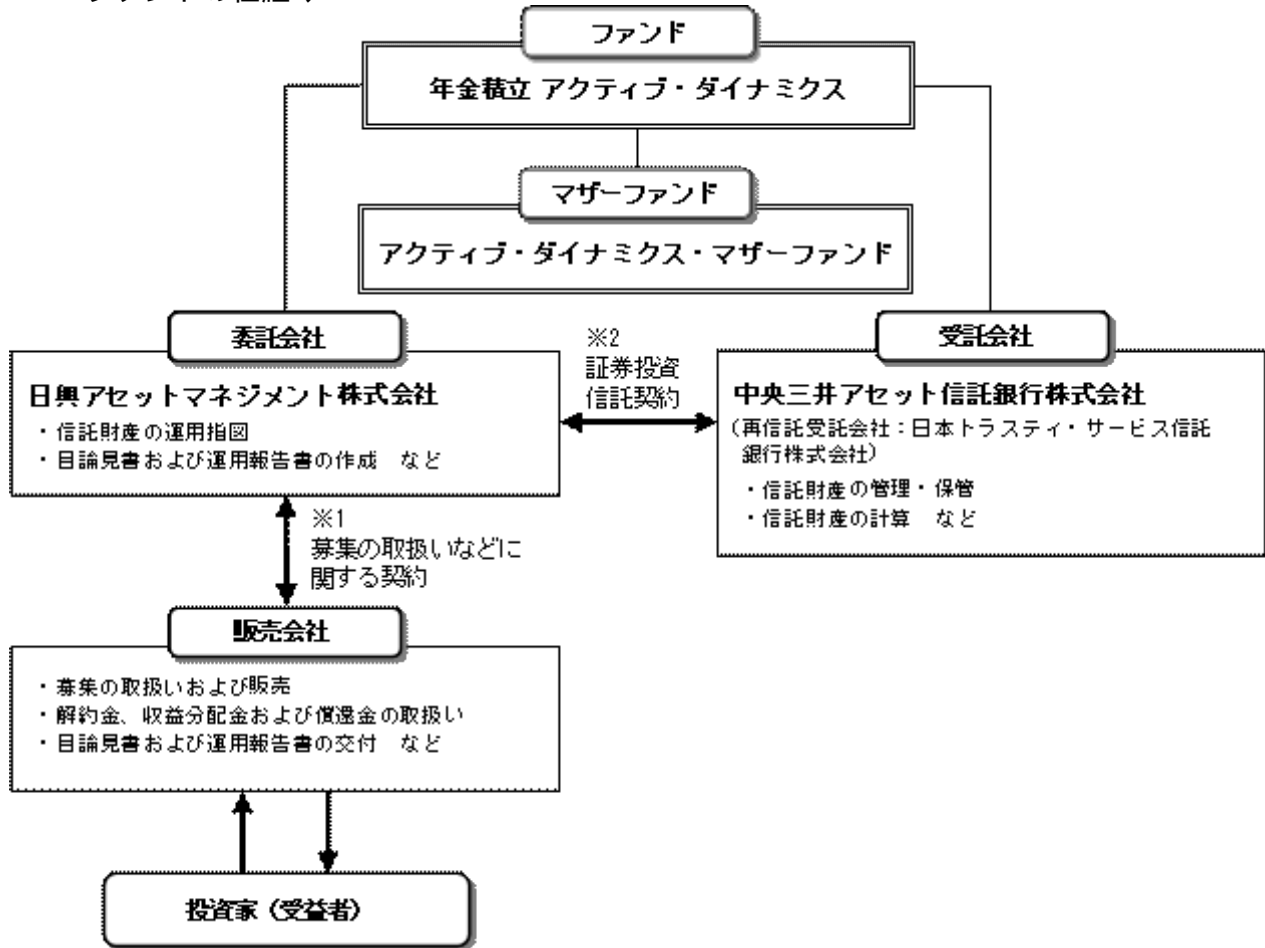 ファンド
年金積立 アクティブ・ダイナミクス
マザーファンド
アクティブ・ダイナミクス・マザーファンド
委託会社
日興アセットマネジメント株式会社
・信託財産の運用指図
・目論見書および運用報告書の作成　など
※2
証券投資
信託契約
受託会社
中央三井アセット信託銀行株式会社
（再信託受託会社：日本トラスティ・サービス信託
銀行株式会社）
・信託財産の管理・保管
・信託財産の計算　など
※1
募集の取扱いなどに
関する契約
販売会社
・募集の取扱いおよび販売
・解約金、収益分配金および償還金の取扱い
・目論見書および運用報告書の交付　など
投資家（受益者）